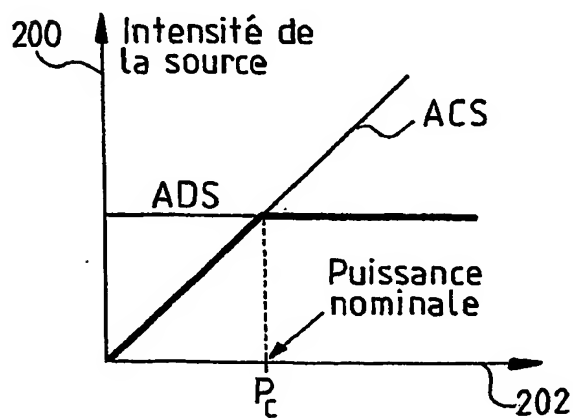 200
Intensité de
la source
ACS
ADS
Puissance
nominale
Pc
202